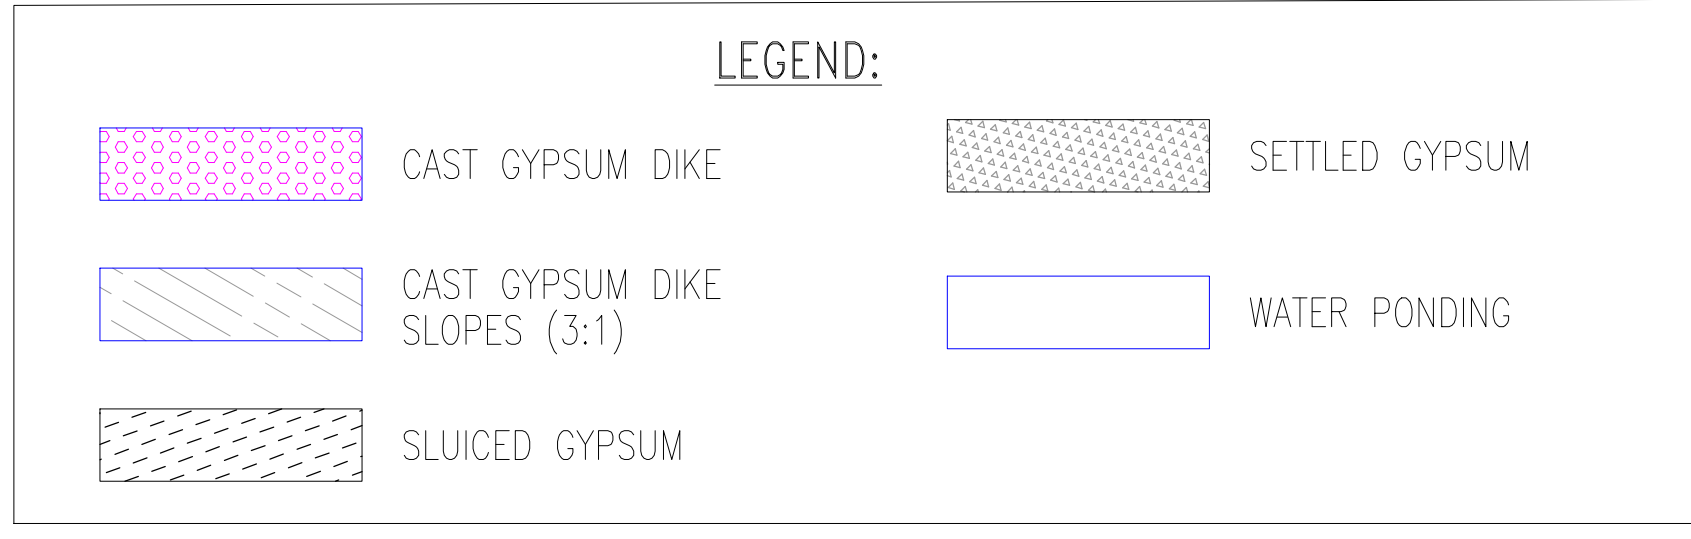 LEGEND:
CAST GYPSUM DIKE
CAST GYPSUM DIKE
SLOPES (3:1)
SLUICED GYPSUM
SETTLED GYPSUM
WATER PONDING